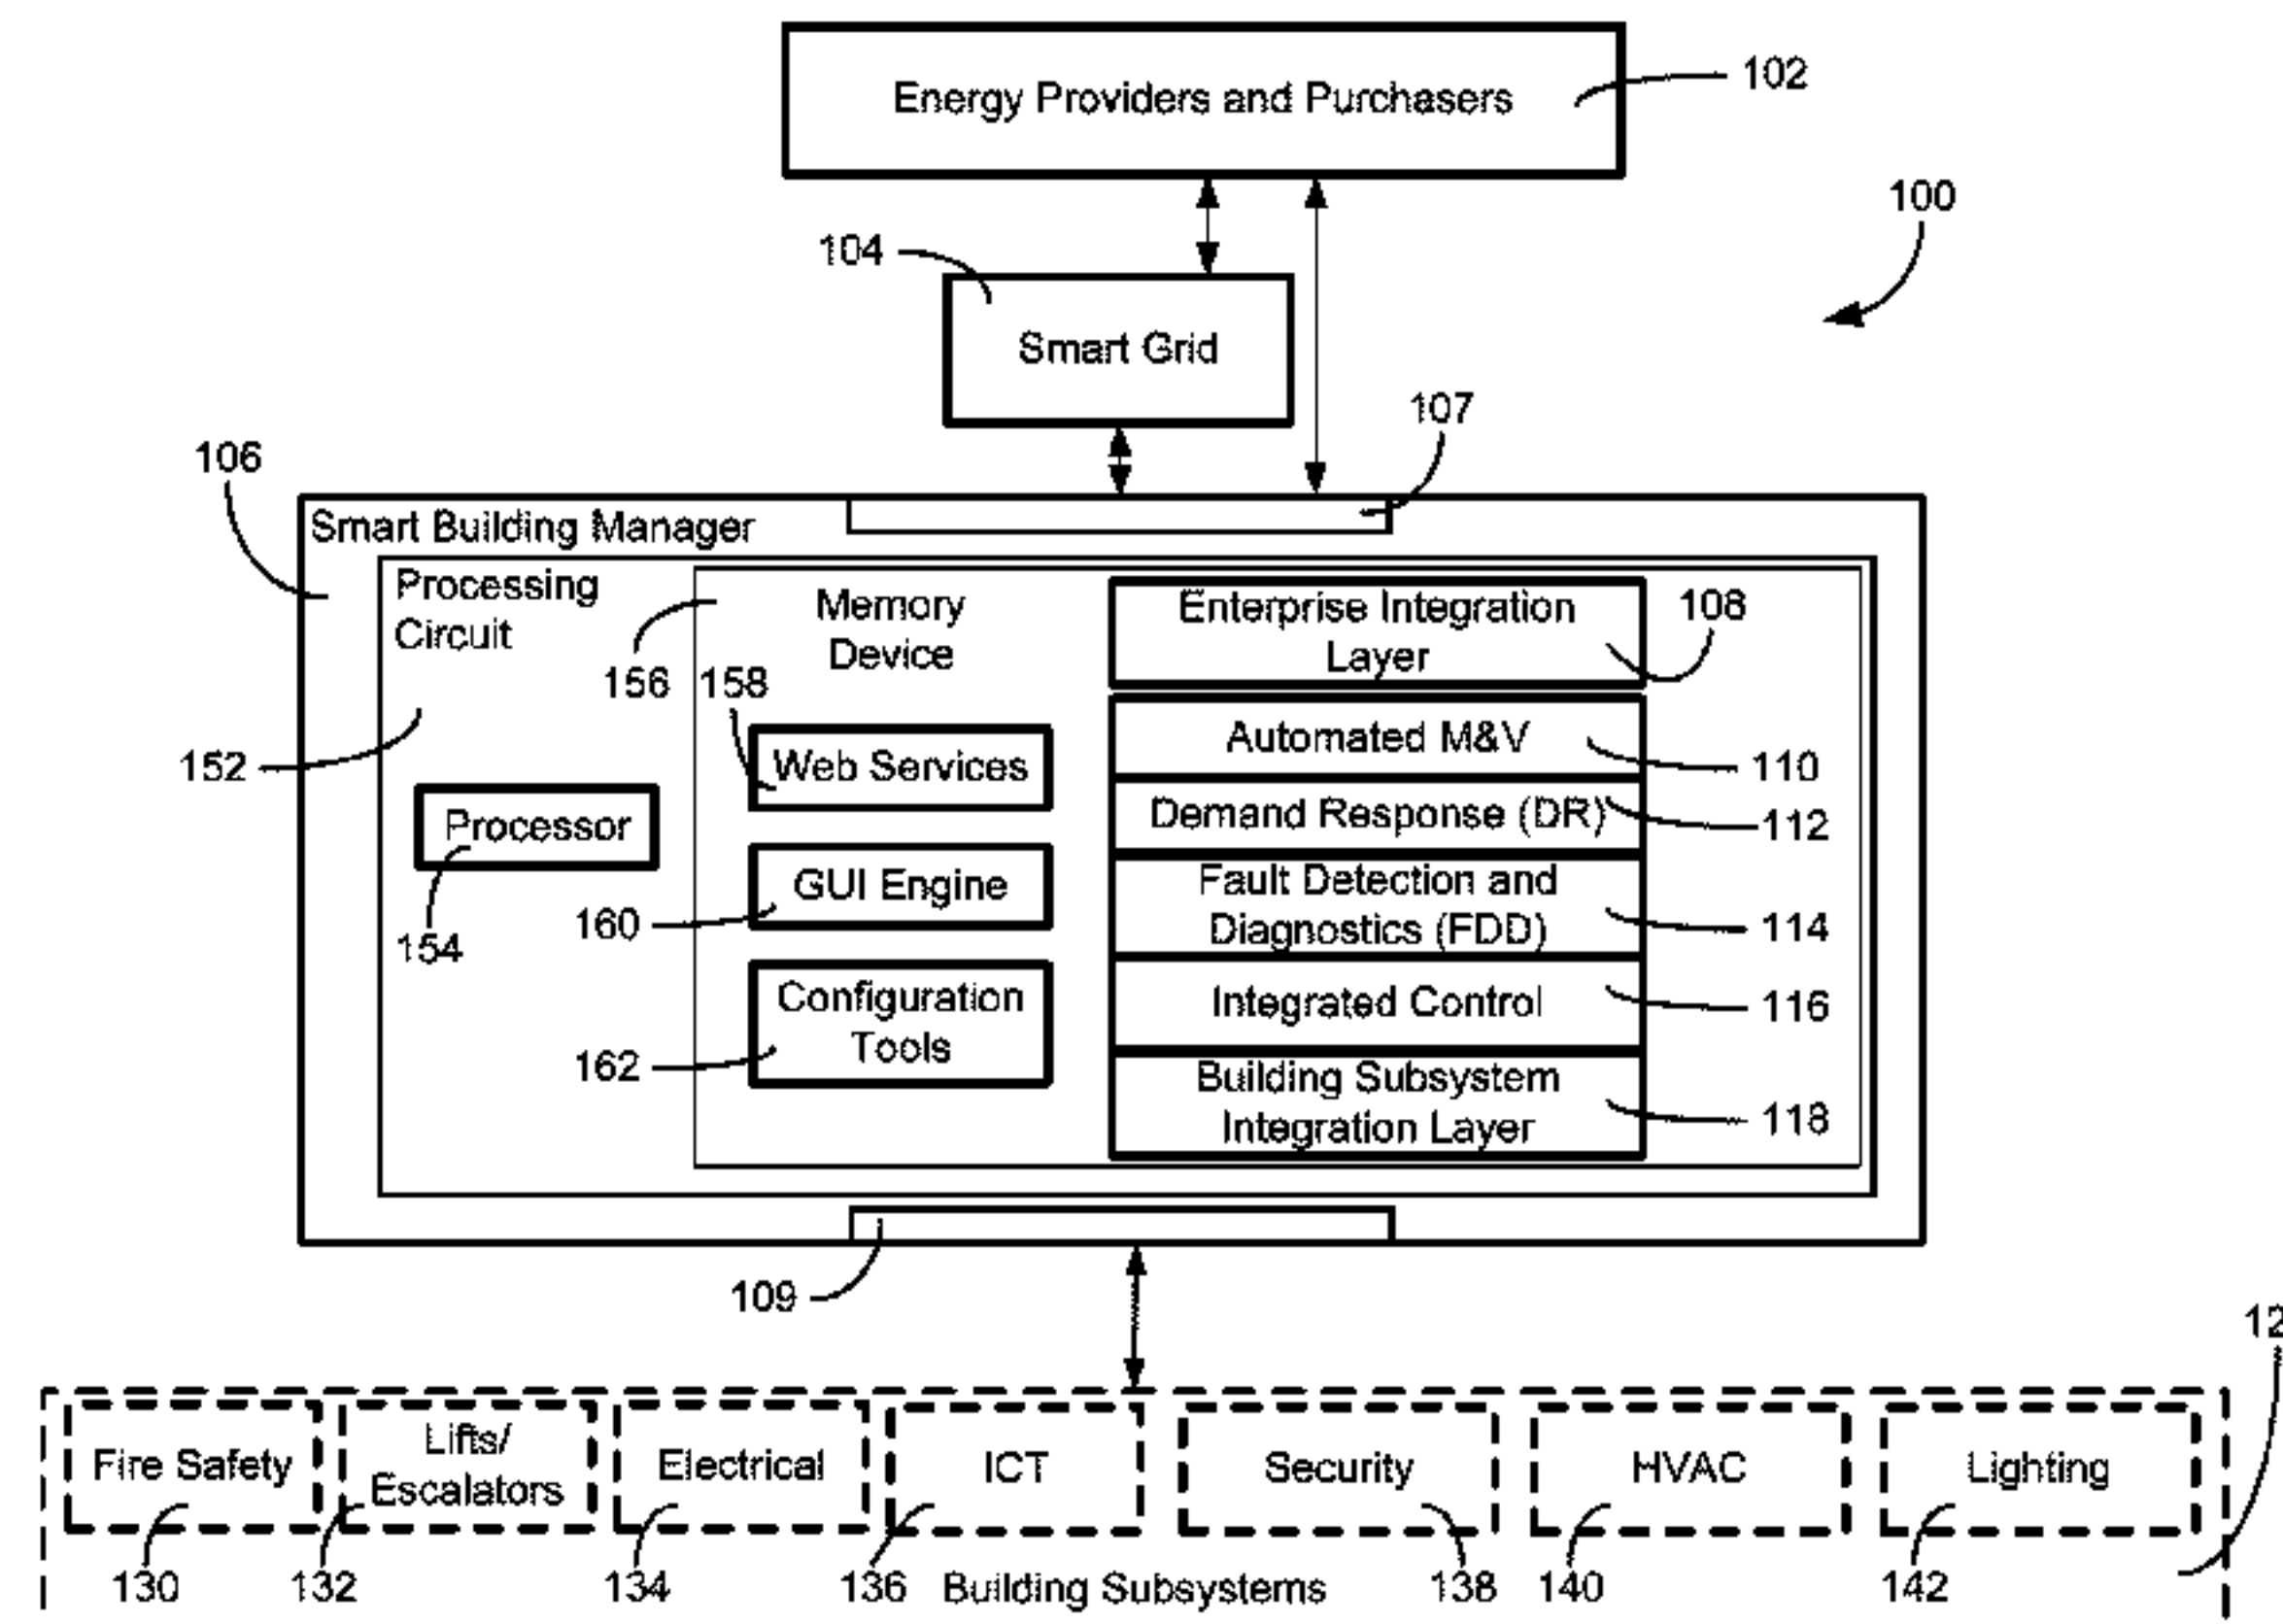 Energy Providers and Purchasers
102
100
104
Smart Grid
107
106
Smart Building Manager
Processing
Circuit
Memory
Device
156
158
Enterprise Integration
Layer
108
152
Web Services
Automated M&V
110
Processor
154
Demand Response (DR)
112
GUI Engine
160
Fault Detection and
Diagnostics (FDD)
114
Configuration
Tools
162
Integrated Control
116
Building Subsystem
Integration Layer
118
109
12
Fire Safety
Lifts/
Escalators
Electrical
ICT
Security
HVAC
Lighting
130
132
134
136
Building Subsystems
138
140
142